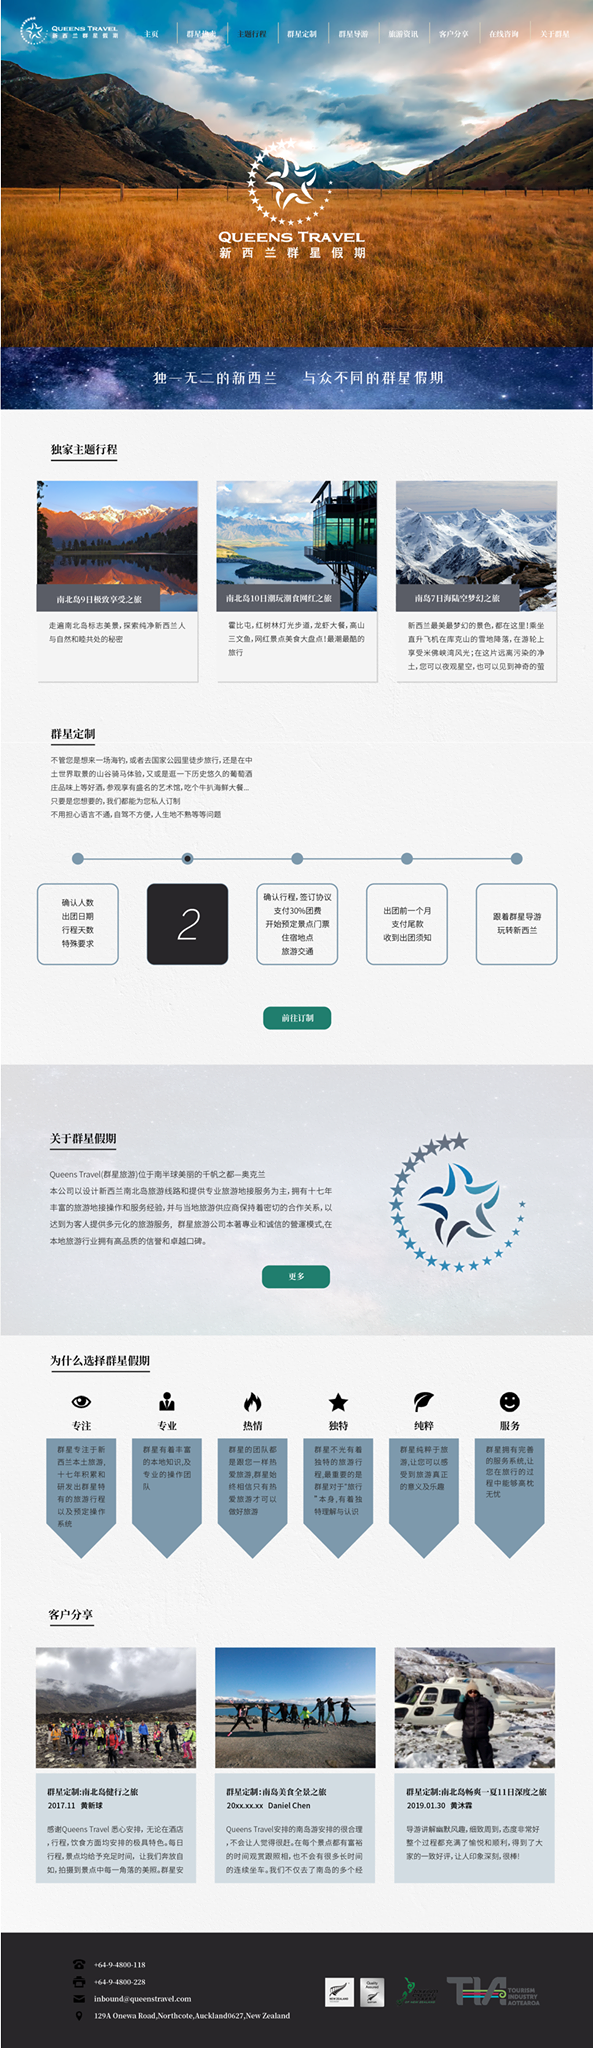 QUEENS TRAVEL
新西兰群星假期
主页
主题行程
群星定制
群星导游
旅游资讯
客户分享
在线咨询
关于群星
QUEENS TRAVEL
新西兰群星假期
独一无二的新西兰 与众不同的群星假期
独家主题行程
南北岛9日极致享受之旅
南北岛10日潮玩潮食网红之旅
南岛7日海陆空梦幻之旅
走遍南北岛标志美景,探索纯净新西兰人
与自然和睦共处的秘密
霍比屯,红树林灯光步道,龙虾大餐,高山
三文鱼,网红景点美食大盘点!最潮最酷的
旅行
新西兰最美最梦幻的景色,都在这里!乘坐
直升飞机在库克山的雪地降落,在游轮上
享受米佛峡湾风光;在这片远离污染的净
土,您可以夜观星空,也可以见到神奇的萤
群星定制
不管您是想来一场海钓,或者去国家公园里徒步旅行,还是在中
土世界取景的山谷骑马体验,又或是逛一下历史悠久的葡萄酒
庄品味上等好酒,参观享有盛名的艺术馆,吃个牛扒海鲜大餐...
只要是您想要的,我们都能为您私人订制
不用担心语言不通,自驾不方便,人生地不熟等等问题
确认人数
出团日期
行程天数
特殊要求
2
确认行程,签订协议
支付30%团费
开始预定景点门票
住宿地点
旅游交通
出团前一个月
支付尾款
收到出团须知
跟着群星导游
玩转新西兰
前往订制
关于群星假期
Queens Travel(群星旅游)位于南半球美丽的千帆之都—奥克兰
本公司以设计新西兰南北岛旅游线路和提供专业旅游地接服务为主,拥有十七年
丰富的旅游地接操作和服务经验,并与当地旅游供应商保持着密切的合作关系,以
达到为客人提供多元化的旅游服务, 群星旅游公司本著專业和诚信的營運模式,在
本地旅游行业拥有高品质的信誉和卓越口碑。
更多
为什么选择群星假期
专注
专业
热情
独特
纯粹
服务
群星专注于新
西兰本土旅游,
十七年积累和
研发出群星特
有的旅游行程
以及预定操作
系统
群星有着丰富
的本地知识,及
专业的操作团
队
群星的团队都
是跟您一样热
爱旅游,群星始
终相信只有热
爱旅游才可以
做好旅游
群星不光有着
独特的旅游行
程,最重要的是
群星对于"旅行
"本身,有着独
特理解与认识
群星纯粹于旅
游,让您可以感
受到旅游真正
的意义及乐趣
群星拥有完善
的服务系统,让
您在旅行的过
程中能够高枕
无忧
客户分享
群星定制:南北岛健行之旅
2017.11 黄新球
感谢Queens Travel 悉心安排, 无论在酒店
,行程,饮食方面均安排的极具特色。每日
行程,景点均给予充足时间, 让我们奔放自
如,拍摄到景点中每一角落的美照。群星安
群星定制:南岛美食全景之旅
20xx.xx.xx Daniel Chen
Queens Travel安排的南岛游安排的很合理
,不会让人觉得很赶。在每个景点都有富裕
的时间观赏跟照相,也不会有很多长时间
的连续坐车。我们不仅去了南岛的多个经
群星定制:南北岛畅爽一夏11日深度之旅
2019.01.30 黄沐霖
导游讲解幽默风趣,细致周到,态度非常好
整个过程都充满了愉悦和顺利,得到了大
家的一致好评,让人印象深刻,很棒!
+64-9-4800-118
+64-9-4800-228
inbound@queenstravel.com
129A Onewa Road,Northcote,Auckland0627,New Zealand
TIA
TOURISM
INDUSTRY
AOTEAROA